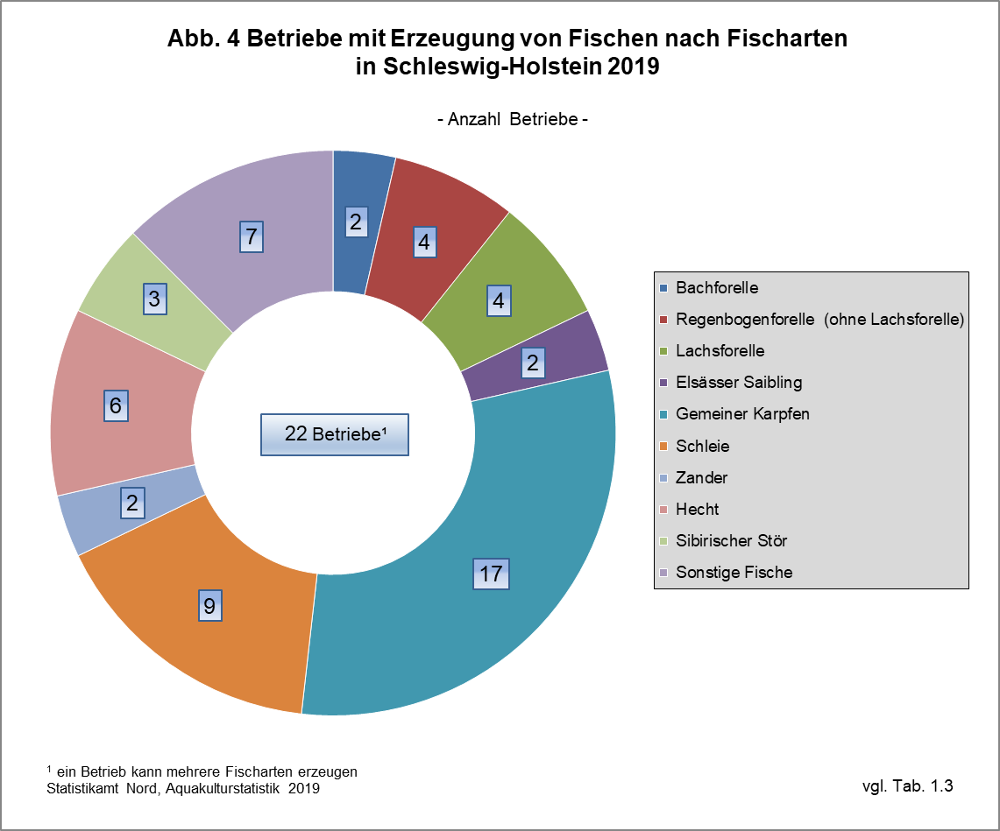 Abb. 4 Betriebe mit Erzeugung von Fischen nach Fischarten
in Schleswig-Holstein 2019
- Anzahl Betriebe -
2
4
4
2
17
9
2
6
3
7
22 Betriebe¹
Bachforelle
Regenbogenforelle (ohne Lachsforelle)
Lachsforelle
Elsässer Saibling
Gemeiner Karpfen
Schleie
Zander
Hecht
Sibirischer Stör
Sonstige Fische
¹ ein Betrieb kann mehrere Fischarten erzeugen
Statistikamt Nord, Aquakulturstatistik 2019
vgl. Tab. 1.3